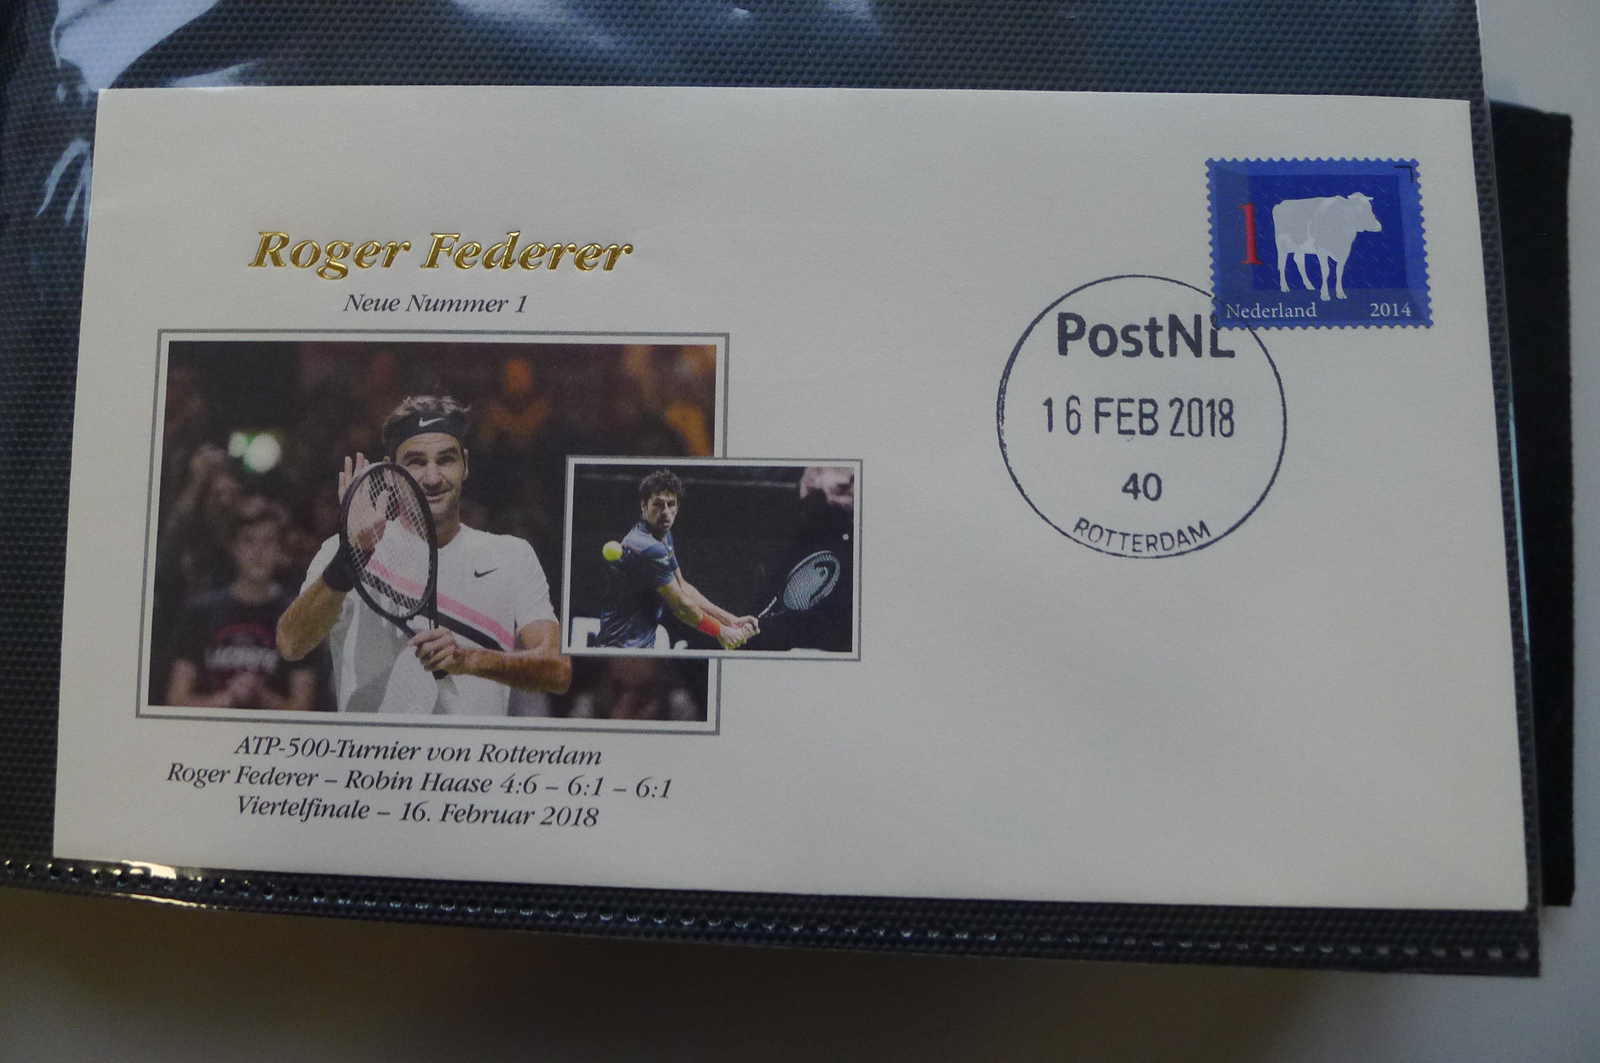 Roger Federer
Neue Nummer 1
ATP-500-Turnier von Rotterdam
Roger Federer – Robin Haase 4:6 – 6:1 – 6:1
Viertelfinale – 16. Februar 2018
1
Nederland 2014
PostNL
16 FEB 2018
40
ROTTERDAM